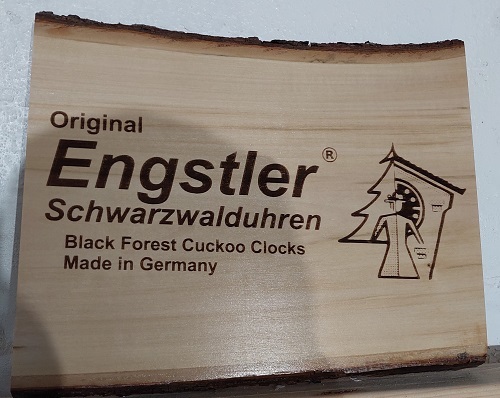 Original
Engstler®
Schwarzwalduhren
Black Forest Cuckoo Clocks
Made in Germany